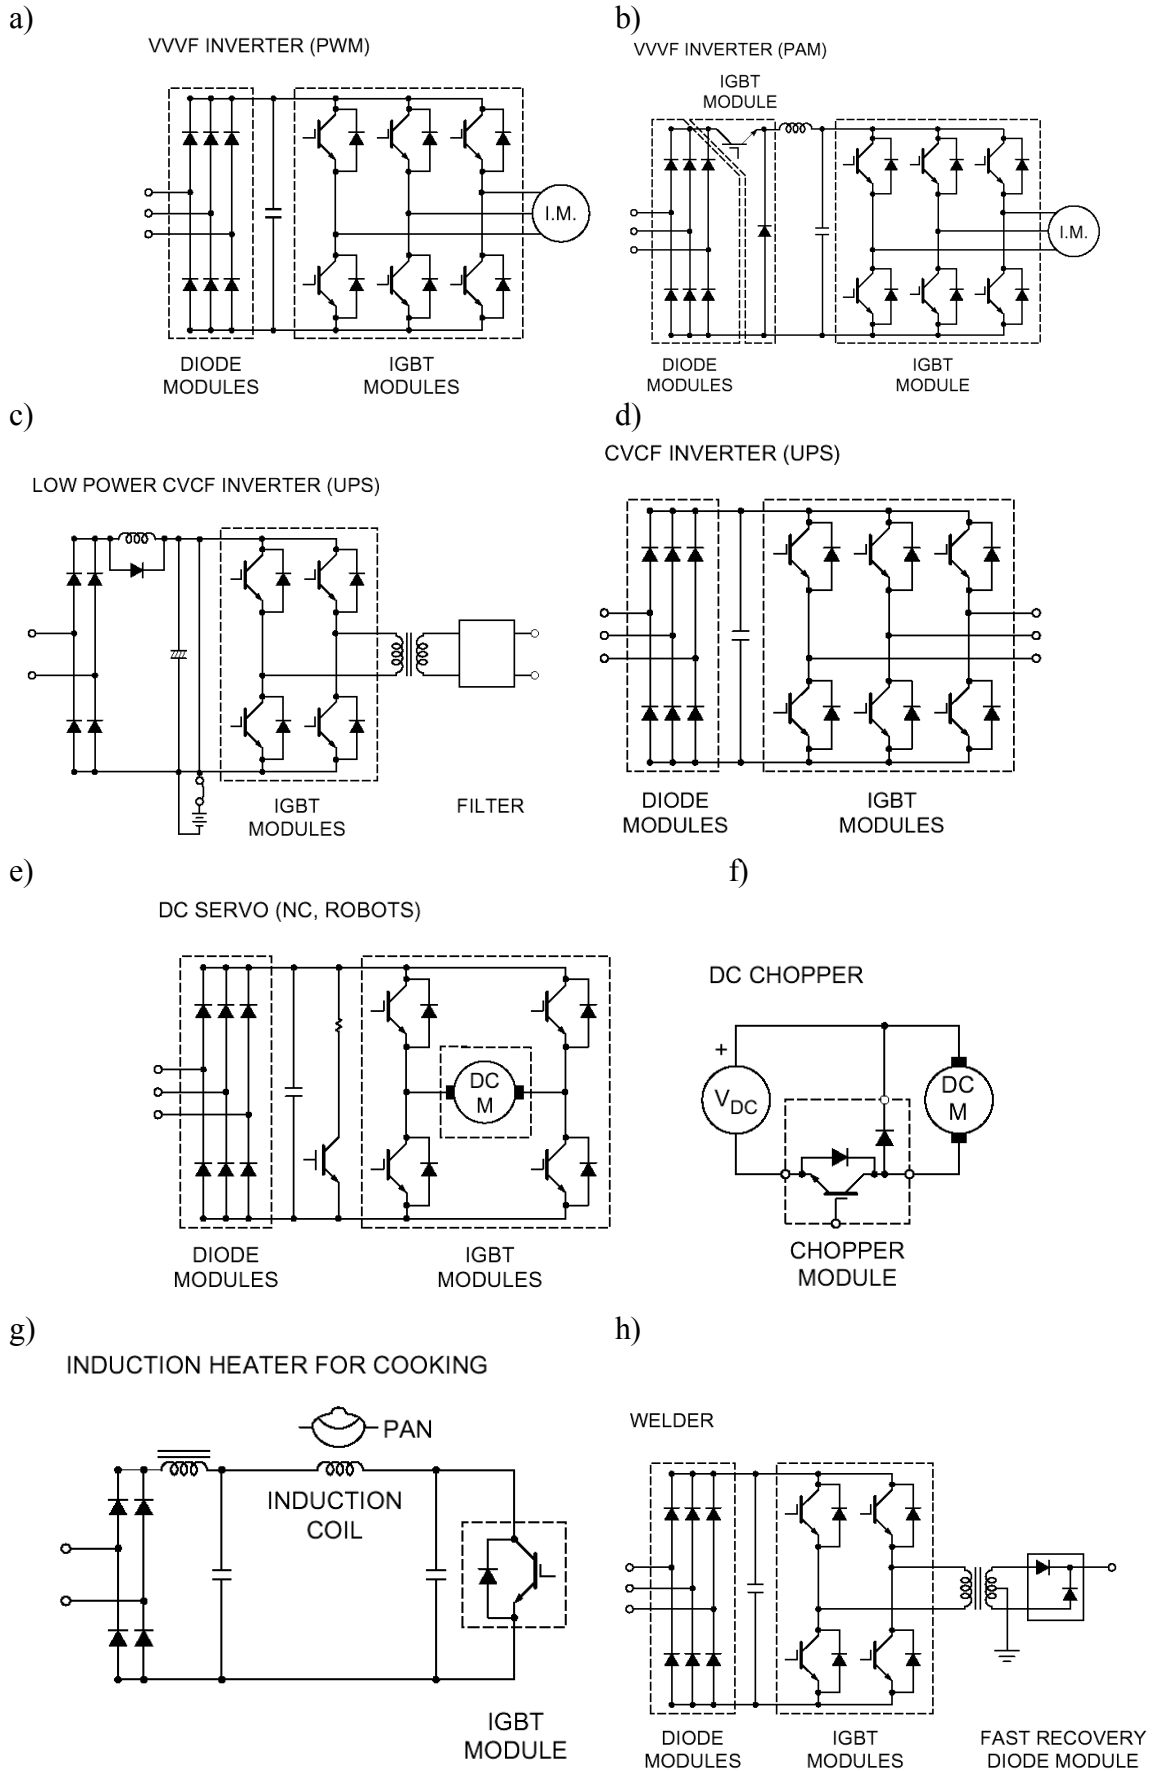 a)
VVVF INVERTER (PWM)
I.M.
DIODE
MODULES
IGBT
MODULES
b)
VVVF INVERTER (PAM)
IGBT
MODULE
I.M.
DIODE
MODULES
IGBT
MODULE
c)
LOW POWER CVCF INVERTER (UPS)
IGBT
MODULES
FILTER
d)
CVCF INVERTER (UPS)
DIODE
MODULES
IGBT
MODULES
e)
DC SERVO (NC, ROBOTS)
DC
M
DIODE
MODULES
IGBT
MODULES
f)
DC CHOPPER
+
VDC
DC
M
CHOPPER
MODULE
g)
INDUCTION HEATER FOR COOKING
PAN
INDUCTION
COIL
IGBT
MODULE
h)
WELDER
DIODE
MODULES
IGBT
MODULES
FAST RECOVERY
DIODE MODULE